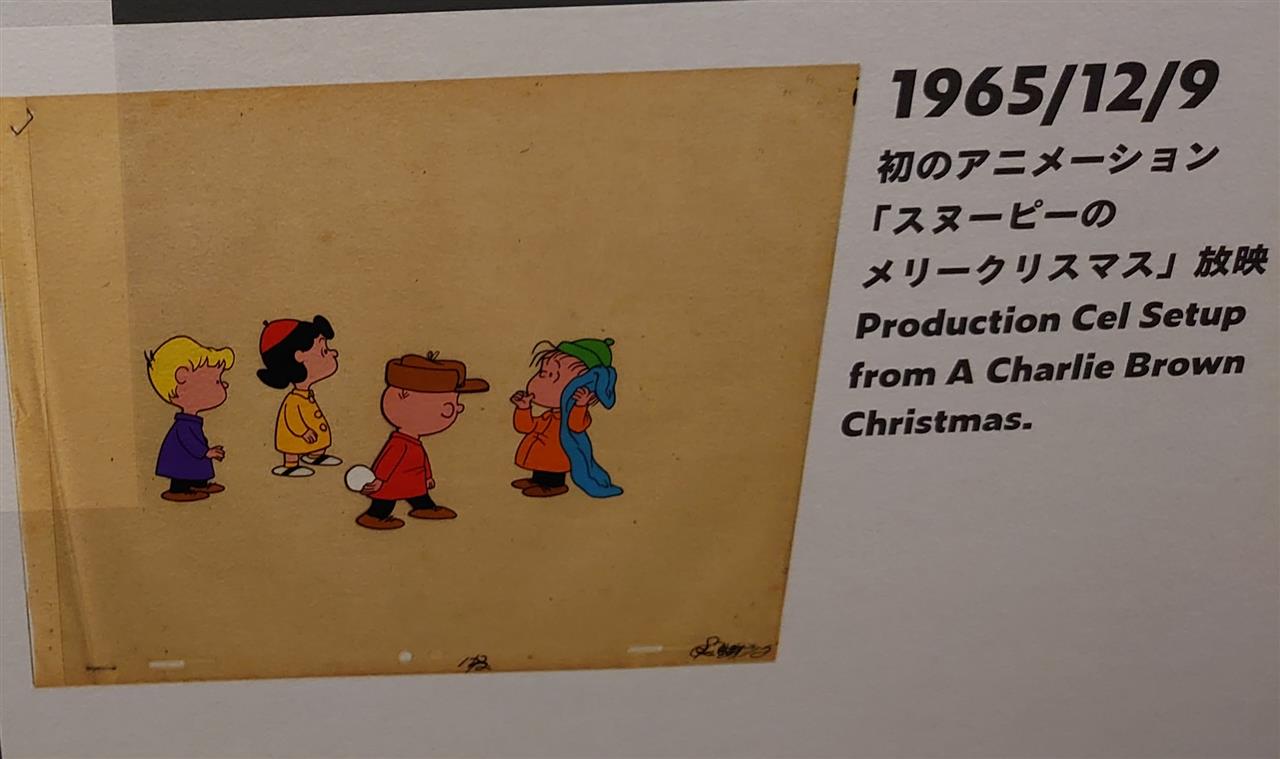 1965/12/9
初のアニメーション
「スヌーピーの
メリークリスマス」放映
Production Cel Setup
from A Charlie Brown
Christmas.